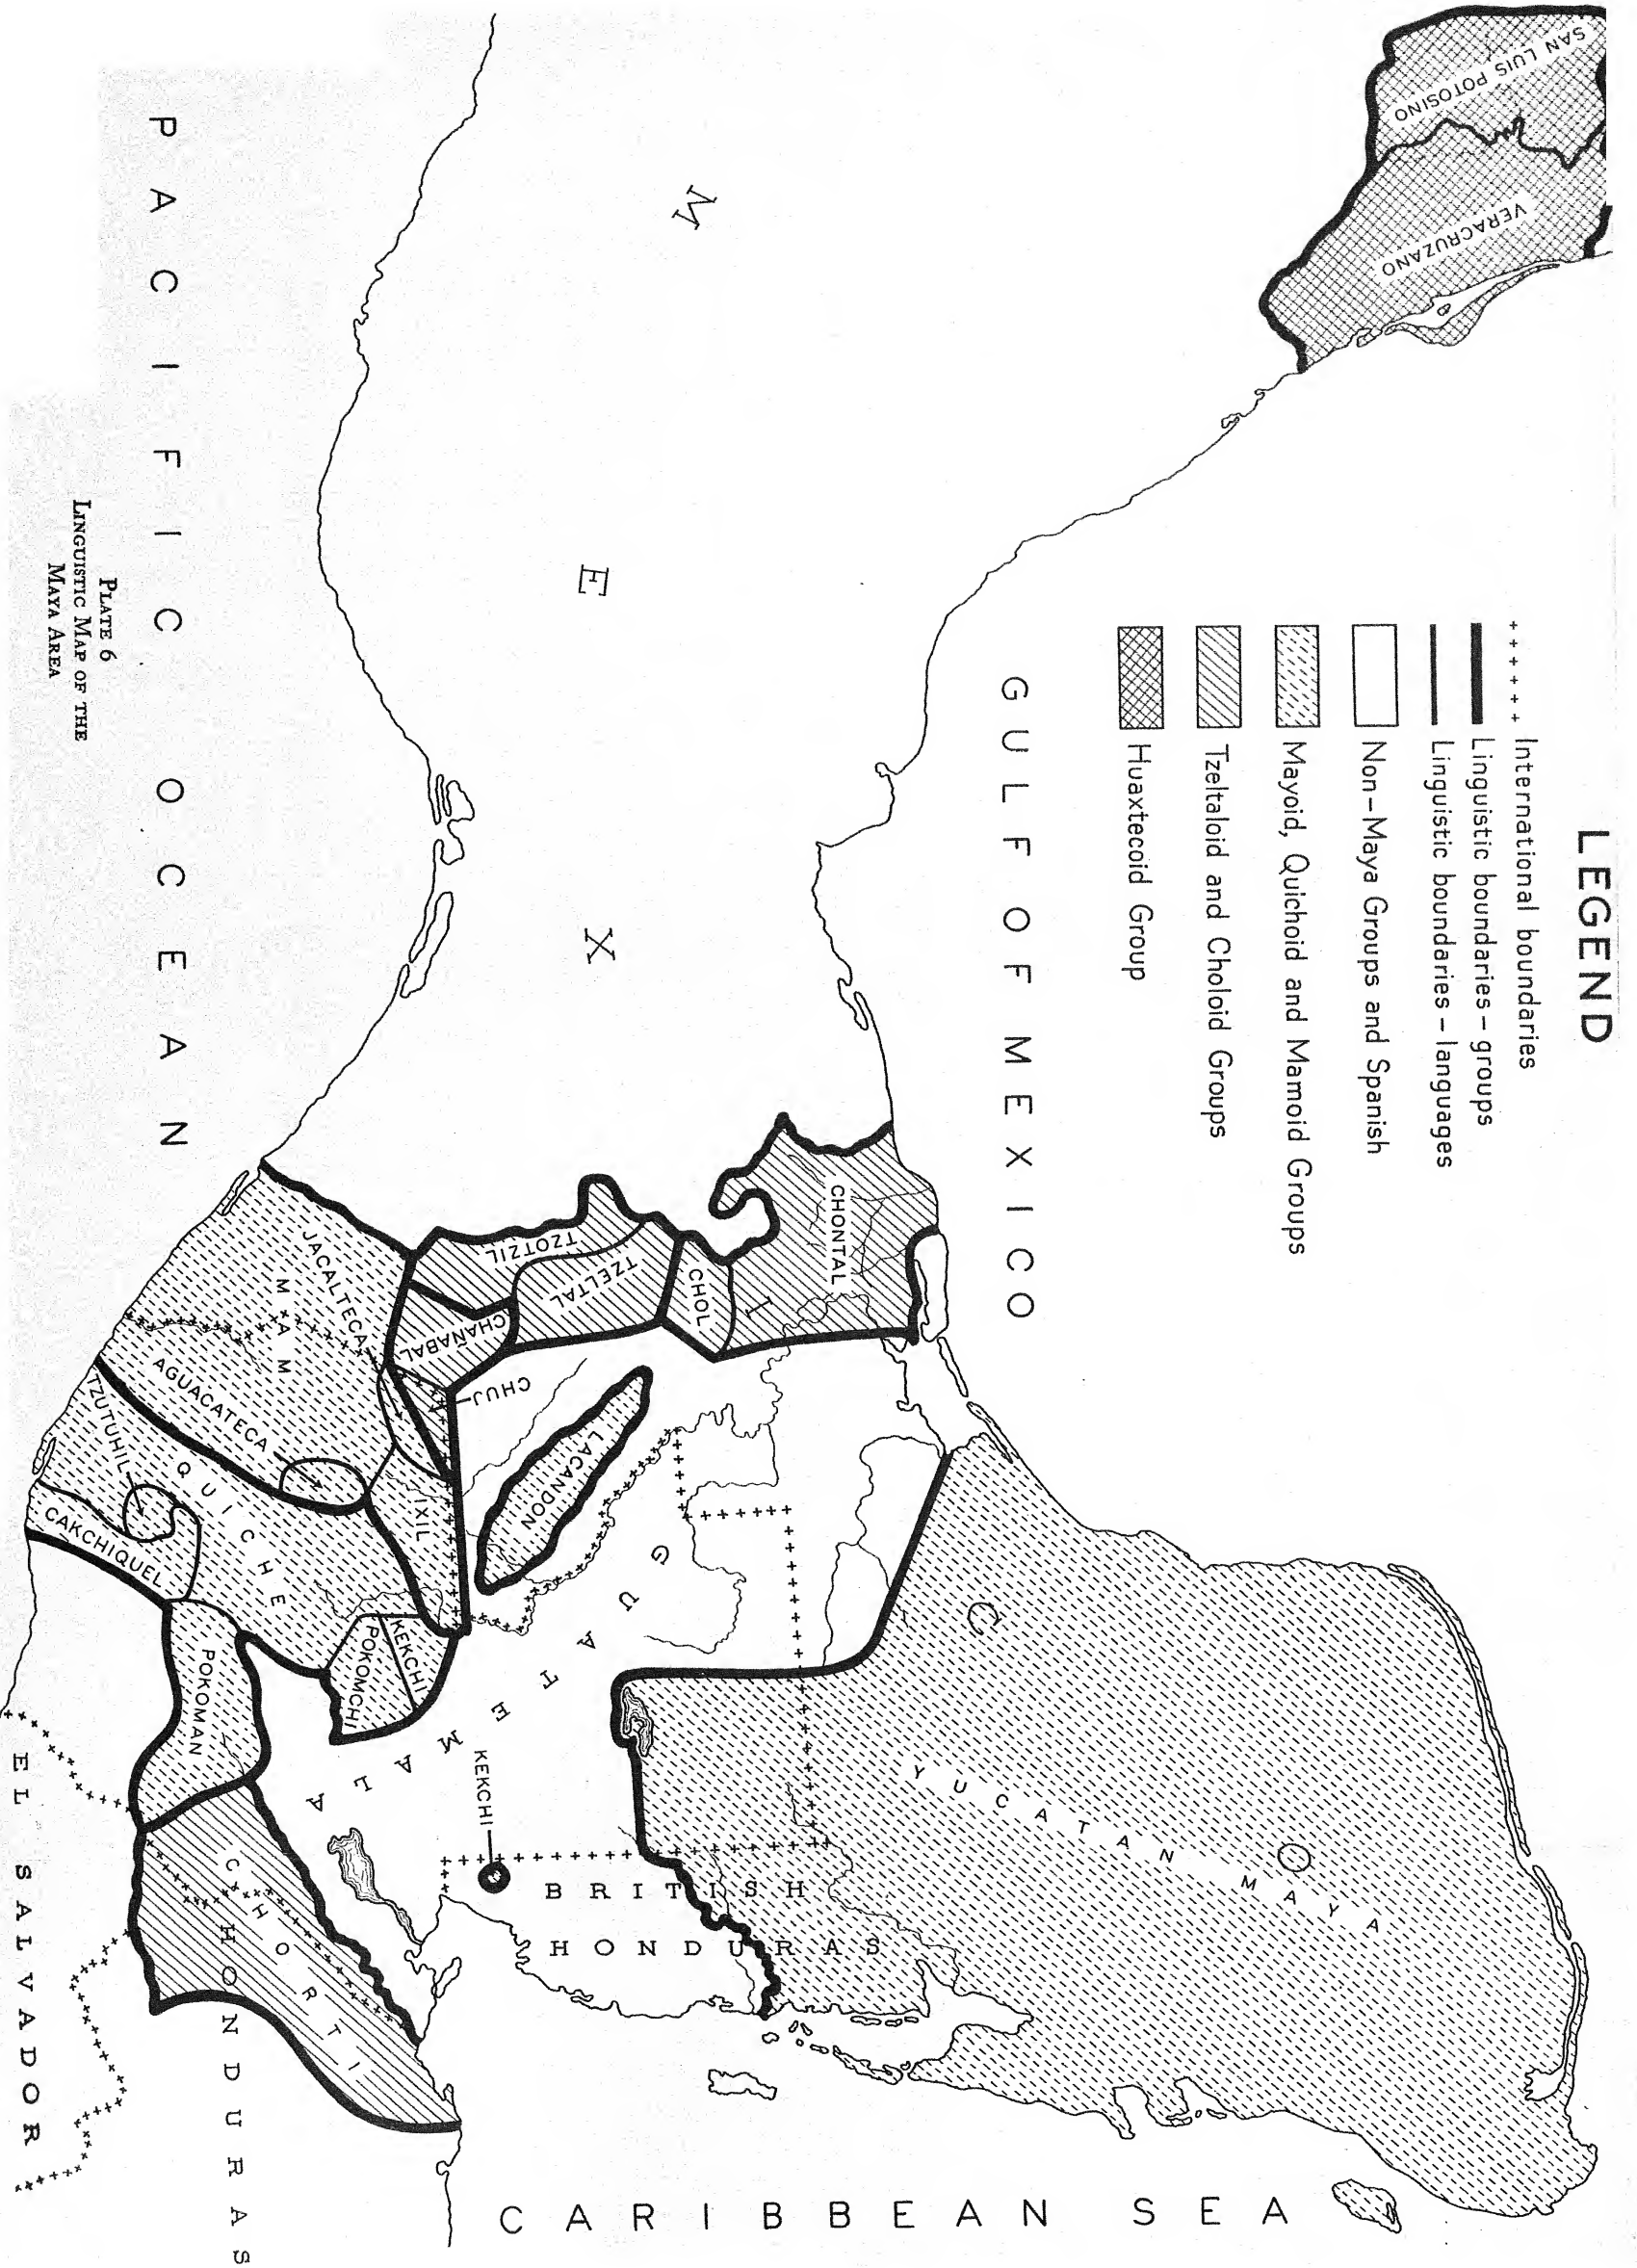 LEGEND
+ + + + + + International boundaries
Linguistic boundaries – groups
Linguistic boundaries – languages
Non–Maya Groups and Spanish
Mayoid, Quichoid and Mamoid Groups
Tzeltaloid and Choloid Groups
Huaxtecoid Group
SAN LUIS POTOSINO
VERACRUZANO
GULF OF MEXICO
MEXICO
YUCATAN MAYA
CHONTAL
CHOL
TZELTAL
TZOTZIL
CHAÑABAL
CHUJ
LACANDON
JACALTECA
MAM
AGUACATECA
IXIL
TZUTUHIL
QUICHE
CAKCHIQUEL
KEKCHI
POKOMCHI
POKOMAN
GUATEMALA
KEKCHI
BRITISH
HONDURAS
CHORTI
HONDURAS
EL SALVADOR
CARIBBEAN SEA
PACIFIC OCEAN
PLATE 6
LINGUISTIC MAP OF THE
MAYA AREA